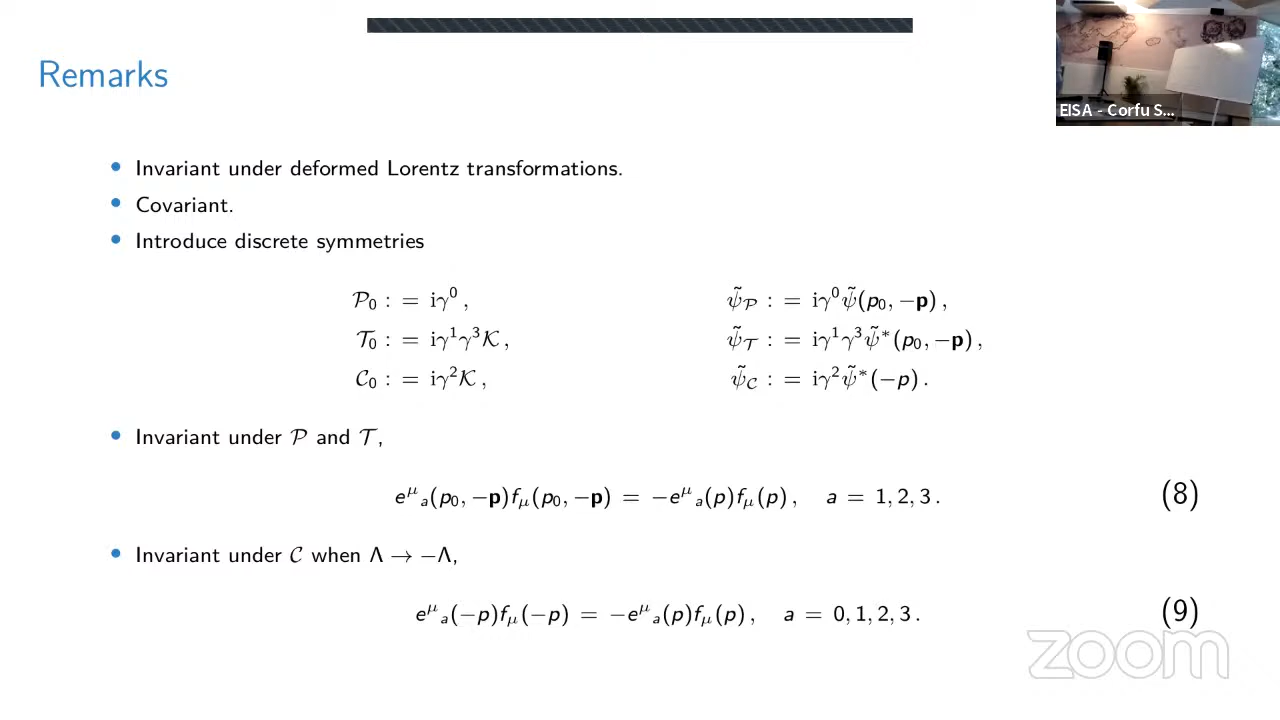 Remarks
EISA - Corfu S...
• Invariant under deformed Lorentz transformations.
• Covariant.
• Introduce discrete symmetries
𝒫₀ : = iγ⁰ , ψ̃_𝒫 : = iγ⁰ψ̃(p₀, −𝐩) ,
𝒯₀ : = iγ¹γ³𝒦 , ψ̃_𝒯 : = iγ¹γ³ψ̃*(p₀, −𝐩) ,
𝒞₀ : = iγ²𝒦 , ψ̃_𝒞 : = iγ²ψ̃*(−p) .
• Invariant under 𝒫 and 𝒯,
e^μ_a(p₀, −𝐩)f_μ(p₀, −𝐩) = −e^μ_a(p)f_μ(p) , a = 1, 2, 3 . (8)
• Invariant under 𝒞 when Λ → −Λ,
e^μ_a(−p)f_μ(−p) = −e^μ_a(p)f_μ(p) , a = 0, 1, 2, 3 . (9)
zoom